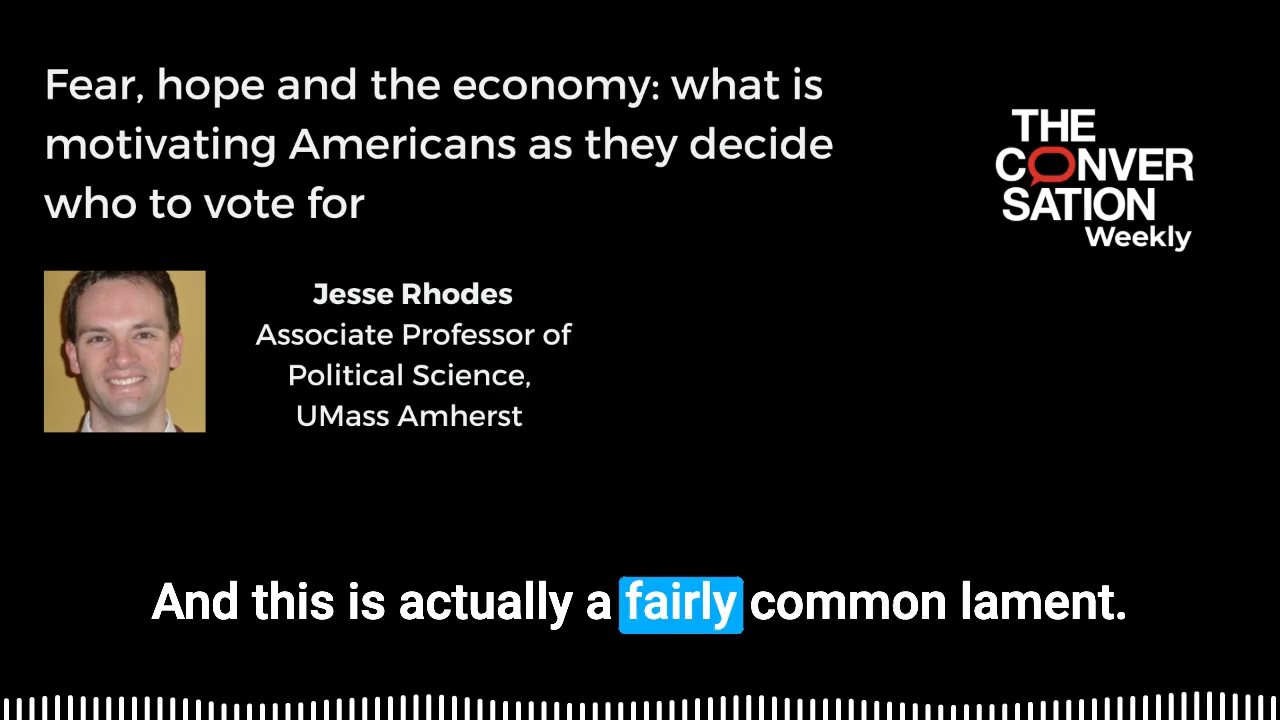 Fear, hope and the economy: what is
motivating Americans as they decide
who to vote for
THE
CONVER
SATION
Weekly
Jesse Rhodes
Associate Professor of
Political Science,
UMass Amherst
And this is actually a fairly common lament.